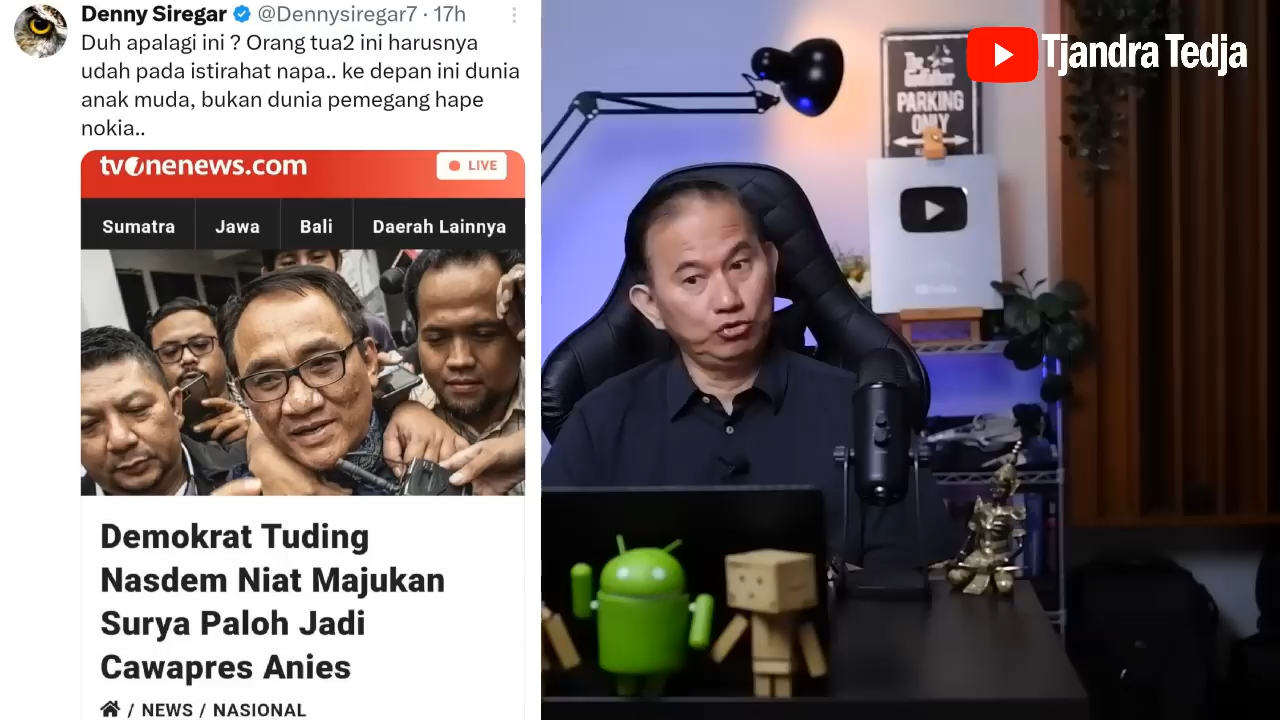 Denny Siregar @Dennysiregar7 · 17h
Duh apalagi ini ? Orang tua2 ini harusnya
udah pada istirahat napa.. ke depan ini dunia
anak muda, bukan dunia pemegang hape
nokia..
tvonenews.com
LIVE
Sumatra
Jawa
Bali
Daerah Lainnya
Demokrat Tuding
Nasdem Niat Majukan
Surya Paloh Jadi
Cawapres Anies
/ NEWS / NASIONAL
Tjandra Tedja
The
Godfather
PARKING
ONLY